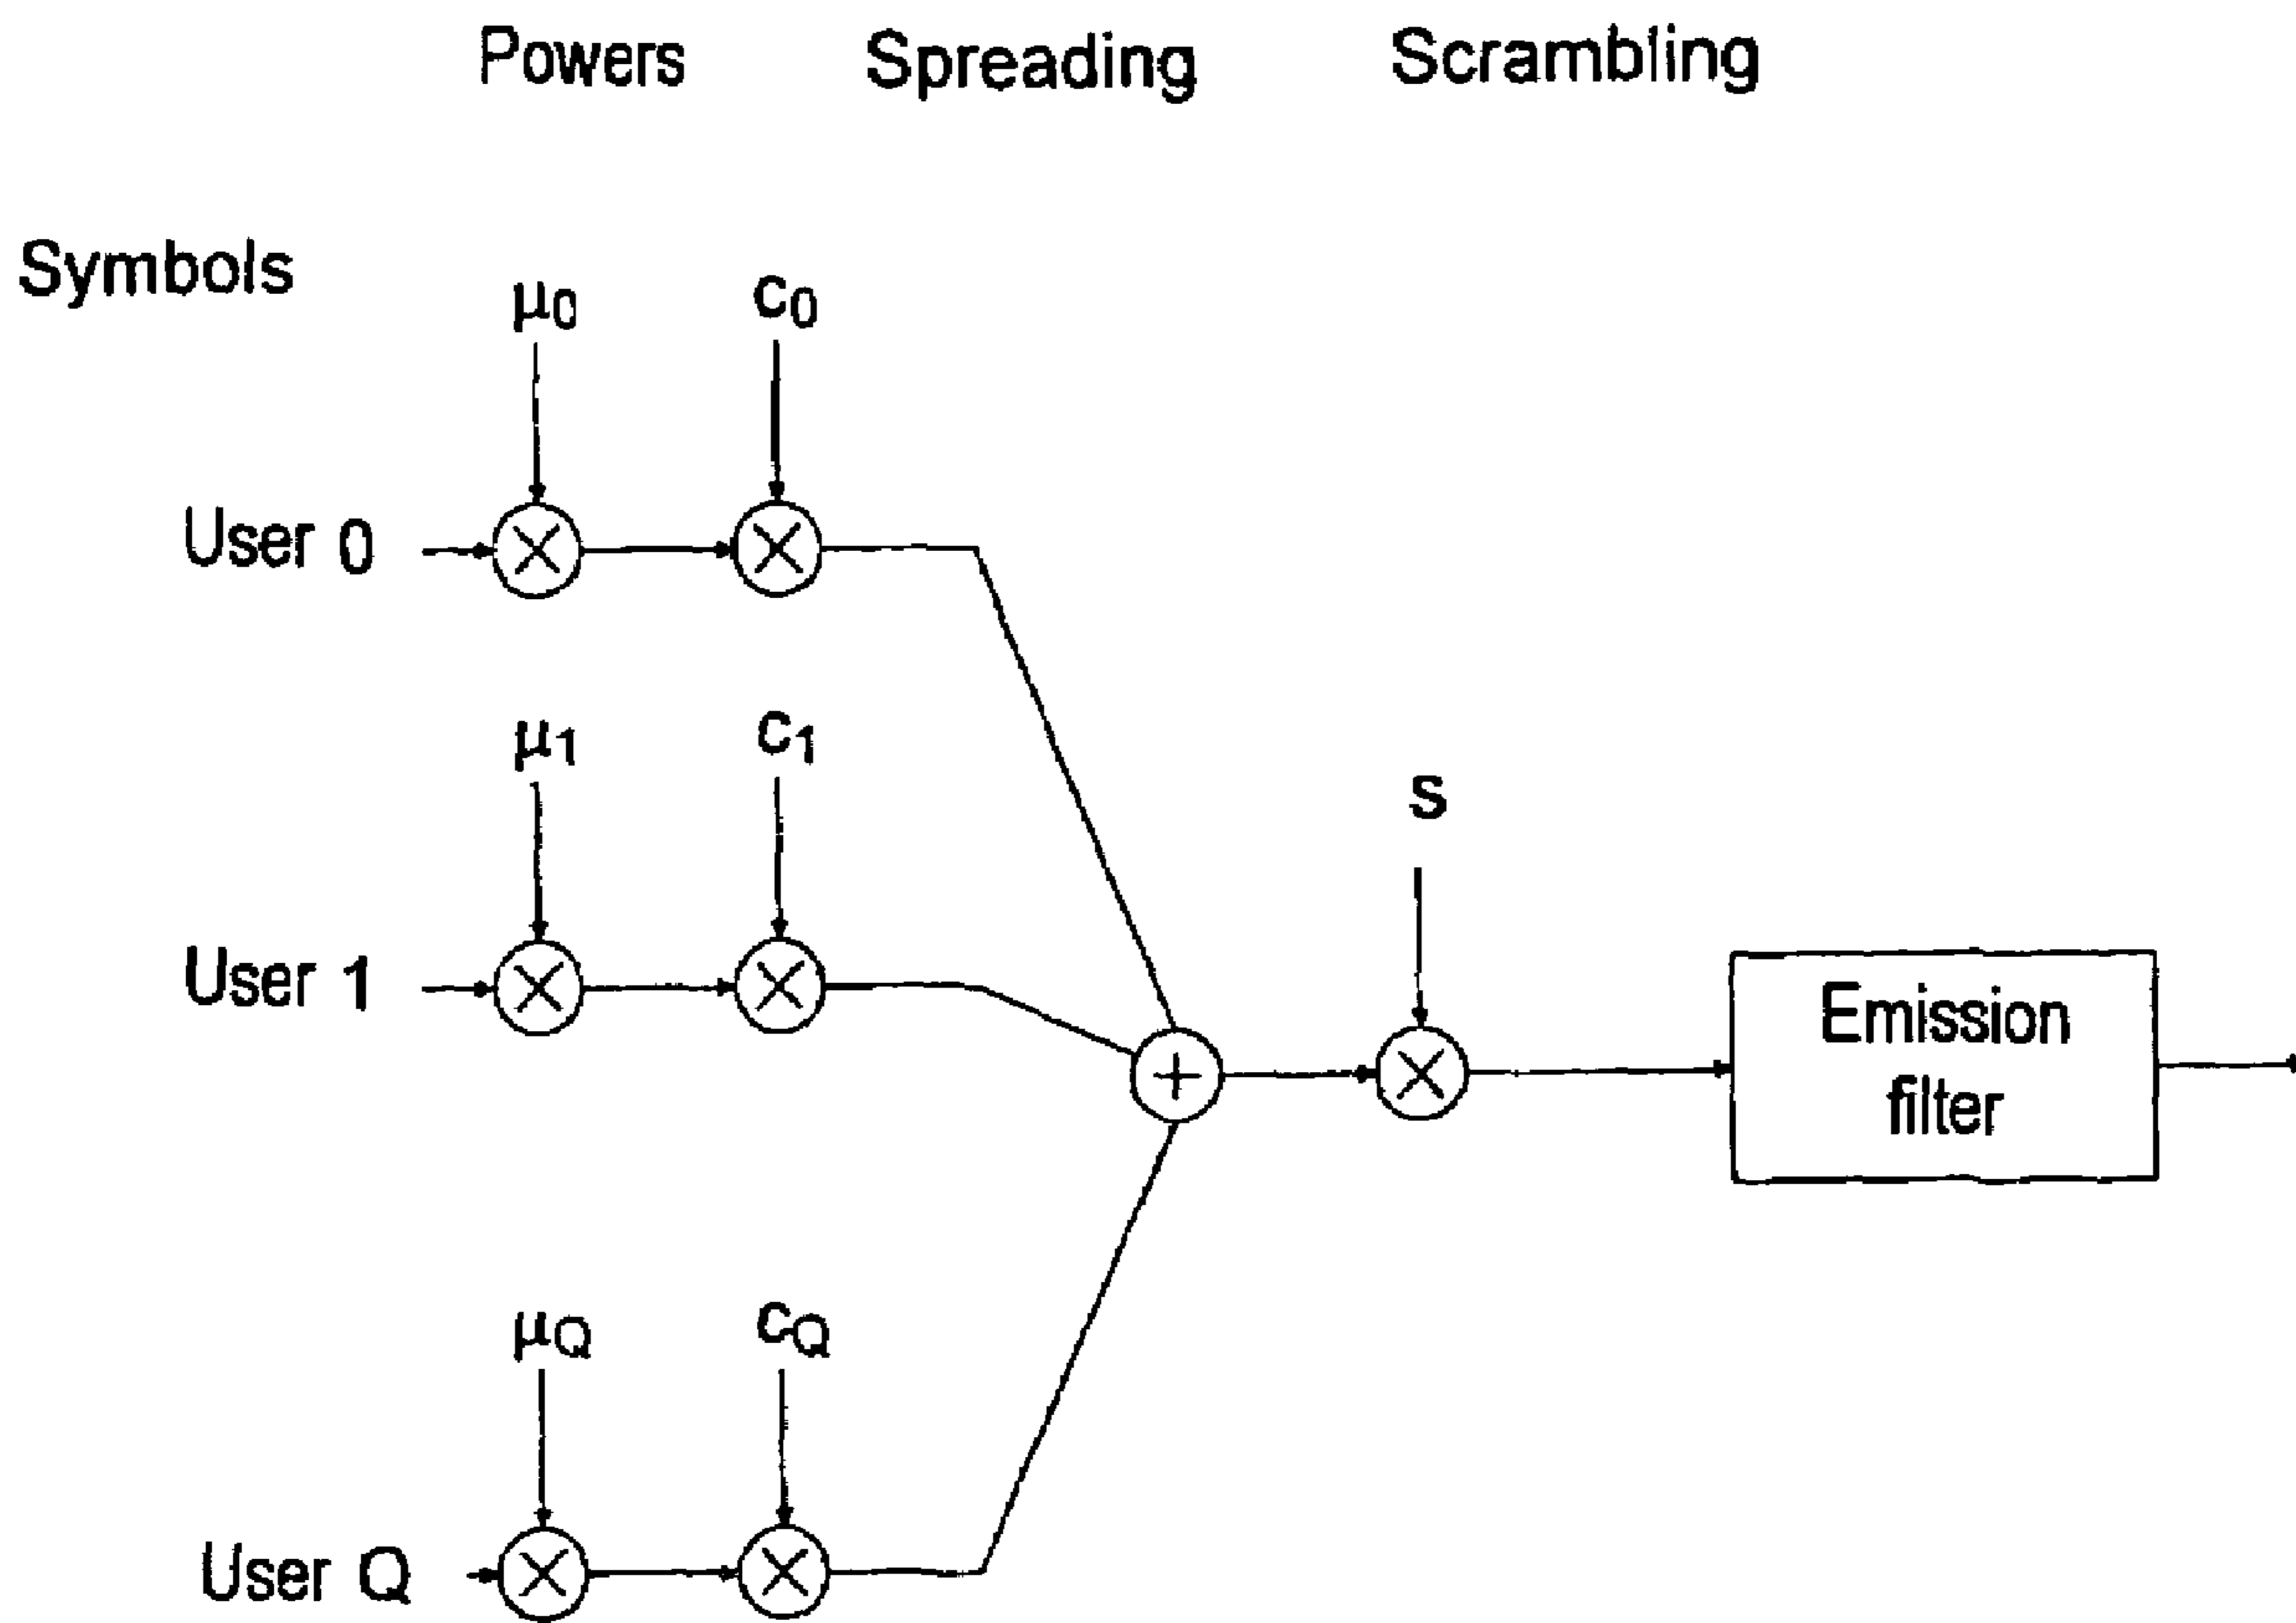 Powers Spreading Scrambling
Symbols
μ0 c0
User 0
μ1 c1
s
User 1
Emission
filter
μQ cQ
User Q